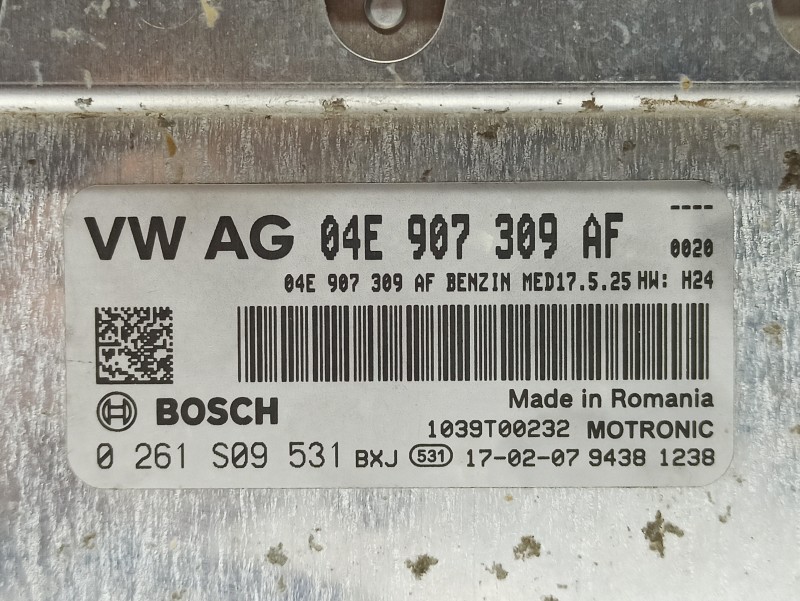 VW AG 04E 907 309 AF ----
0020
04E 907 309 AF BENZIN MED17.5.25 HW: H24
Made in Romania
BOSCH
1039T00232 MOTRONIC
0 261 S09 531 BXJ 531 17-02-07 9438 1238